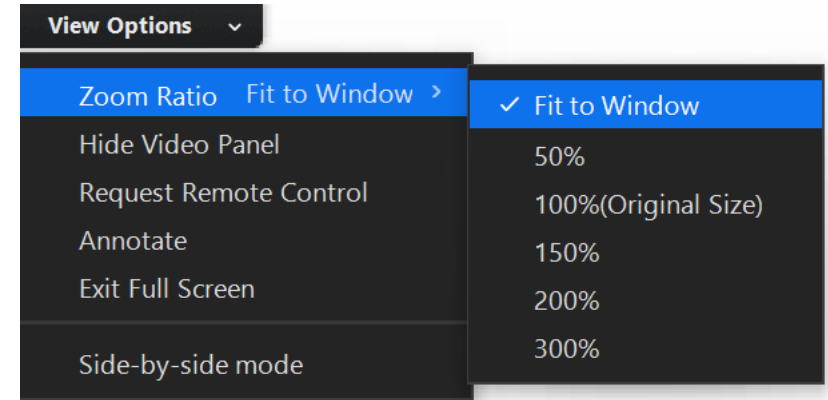 View Options
Zoom Ratio Fit to Window
Hide Video Panel
Request Remote Control
Annotate
Exit Full Screen
Side-by-side mode
Fit to Window
50%
100%(Original Size)
150%
200%
300%